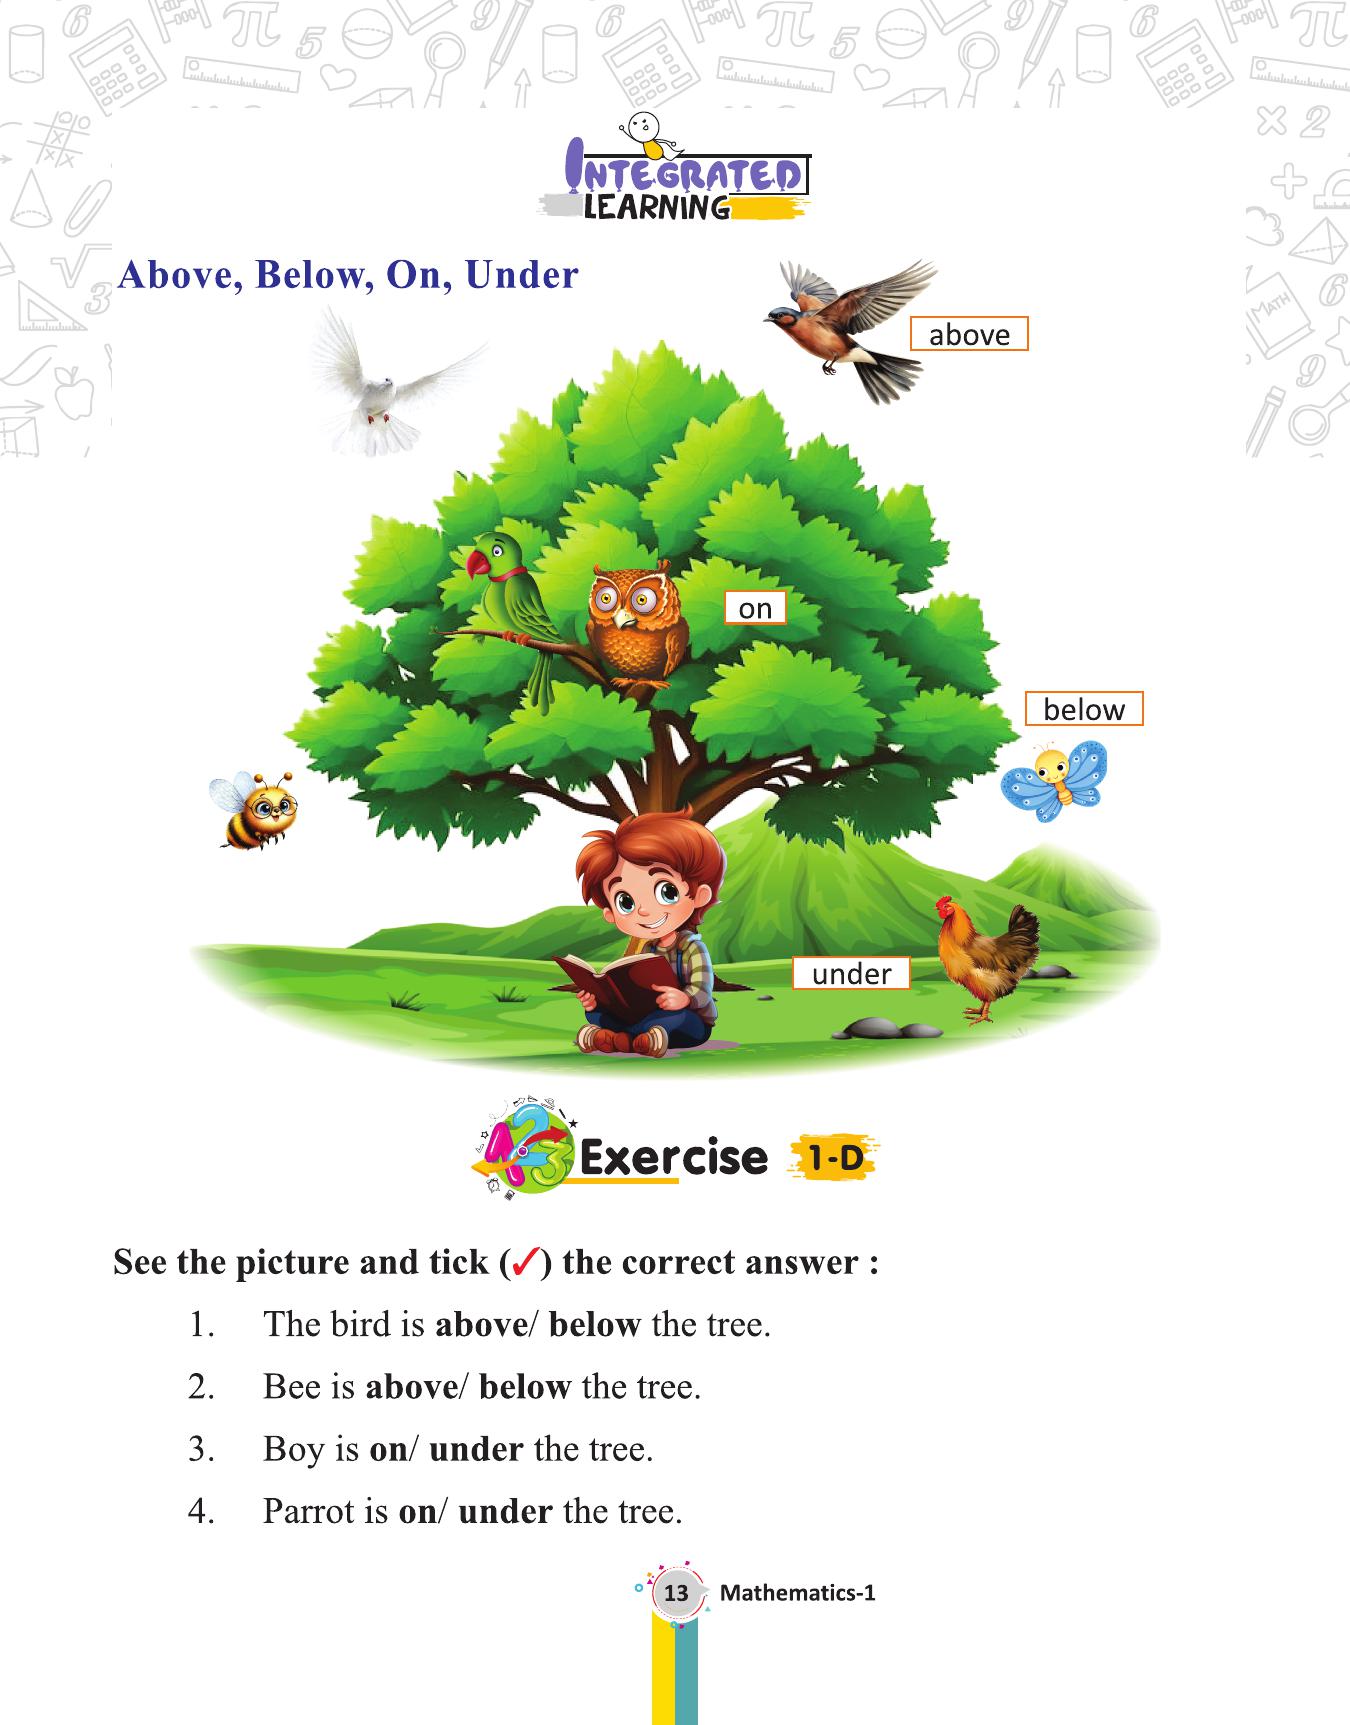 INTEGRATED
LEARNING
Above, Below, On, Under
above
on
below
under
Exercise 1-D
See the picture and tick (✓) the correct answer :
1. The bird is above/ below the tree.
2. Bee is above/ below the tree.
3. Boy is on/ under the tree.
4. Parrot is on/ under the tree.
13 Mathematics-1